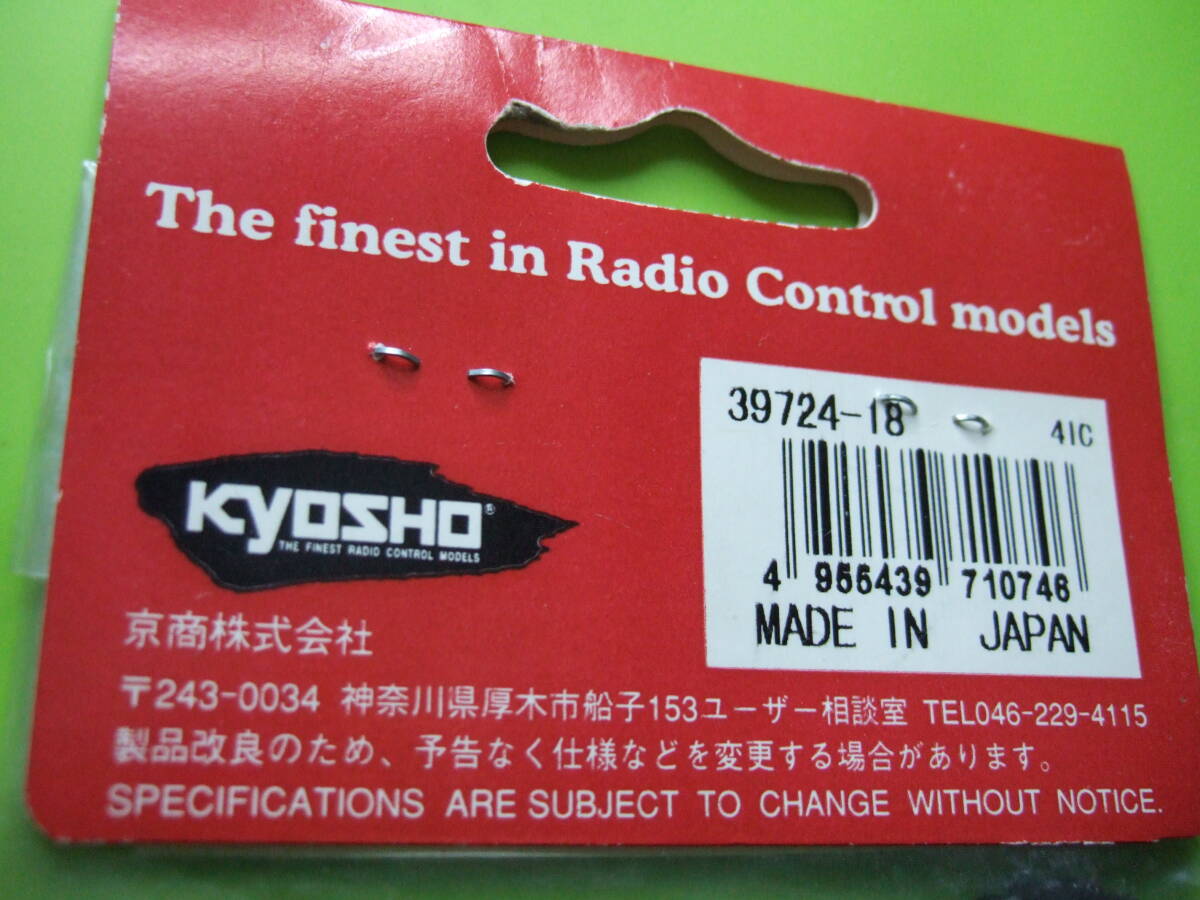 The finest in Radio Control models
39724-18
41C
4 955439 710746
MADE IN JAPAN
KYOSHO®
THE FINEST RADIO CONTROL MODELS
京商株式会社
〒243-0034 神奈川県厚木市船子153ユーザー相談室 TEL046-229-4115
製品改良のため、予告なく仕様などを変更する場合があります。
SPECIFICATIONS ARE SUBJECT TO CHANGE WITHOUT NOTICE.